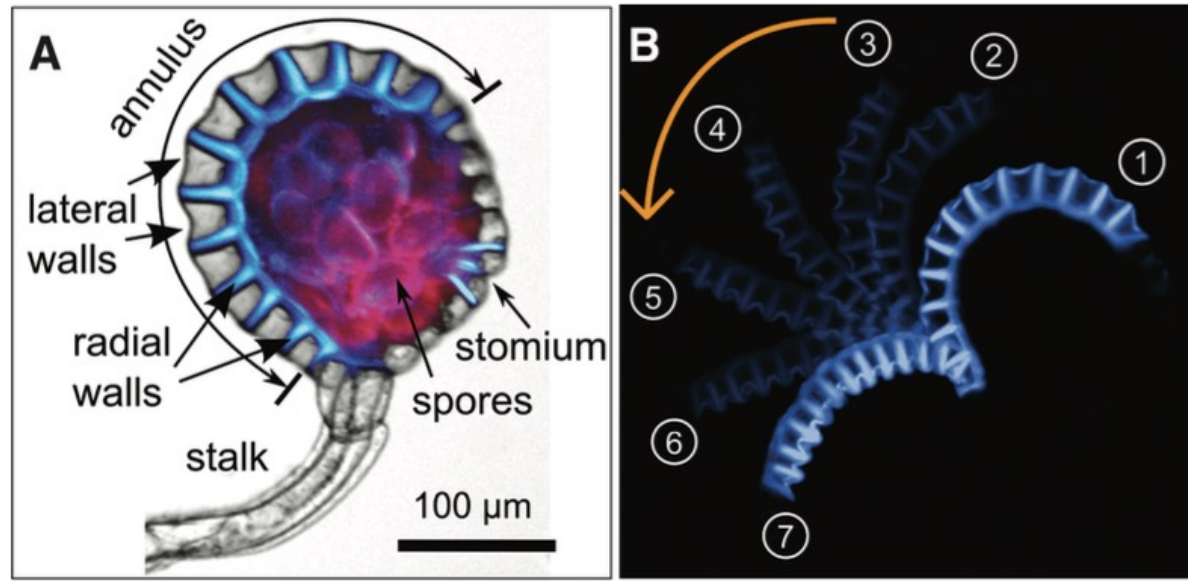 A
annulus
lateral
walls
radial
walls
stalk
stomium
spores
100 µm
B
1
2
3
4
5
6
7